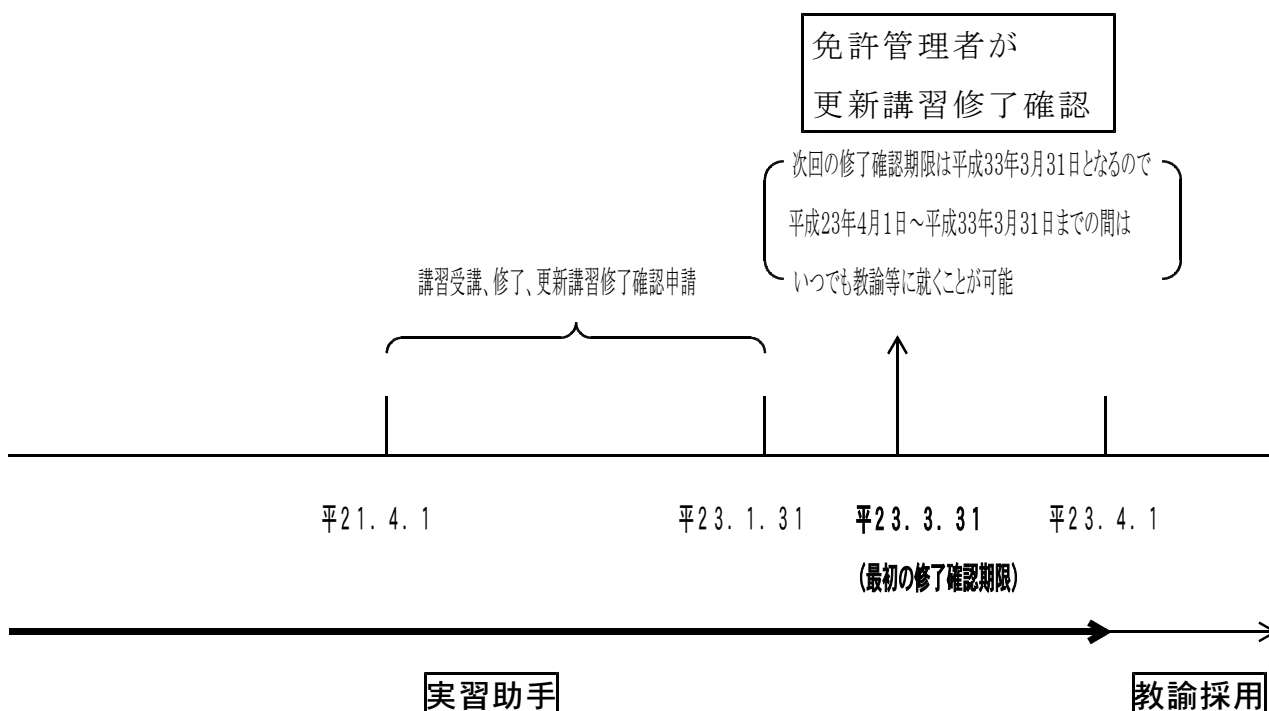 免許管理者が
更新講習修了確認
次回の修了確認期限は平成33年3月31日となるので
平成23年4月1日～平成33年3月31日までの間は
いつでも教諭等に就くことが可能
講習受講、修了、更新講習修了確認申請
平21.4.1
平23.1.31
平23.3.31
平23.4.1
(最初の修了確認期限)
実習助手
教諭採用